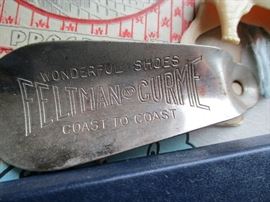 WONDERFUL SHOES
FELTMAN & CURME
COAST TO COAST